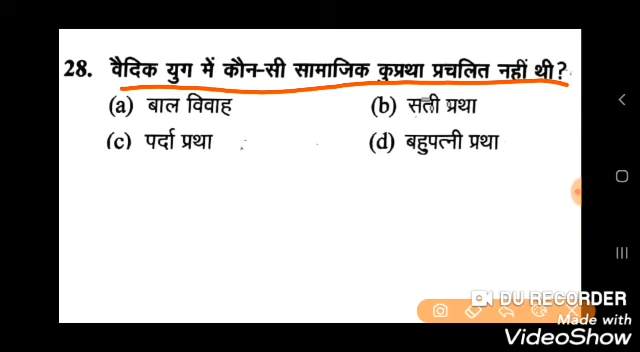 28. वैदिक युग में कौन-सी सामाजिक कुप्रथा प्रचलित नहीं थी?
(a) बाल विवाह (b) सती प्रथा
(c) पर्दा प्रथा (d) बहुपत्नी प्रथा
DU RECORDER
Made with
VideoShow